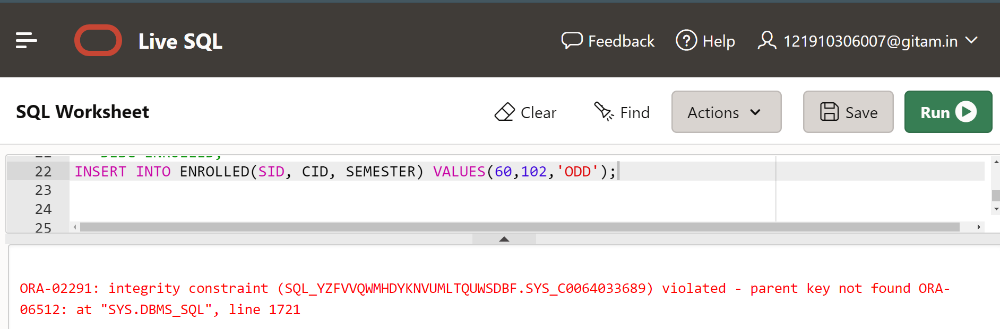 Live SQL
Feedback
Help
121910306007@gitam.in
SQL Worksheet
Clear
Find
Actions
Save
Run
21 DESC ENROLLED;
22 INSERT INTO ENROLLED(SID, CID, SEMESTER) VALUES(60,102,'ODD');
23
24
25
ORA-02291: integrity constraint (SQL_YZFVVQWMHDYKNVUMLTQUWSDBF.SYS_C0064033689) violated - parent key not found ORA-
06512: at "SYS.DBMS_SQL", line 1721